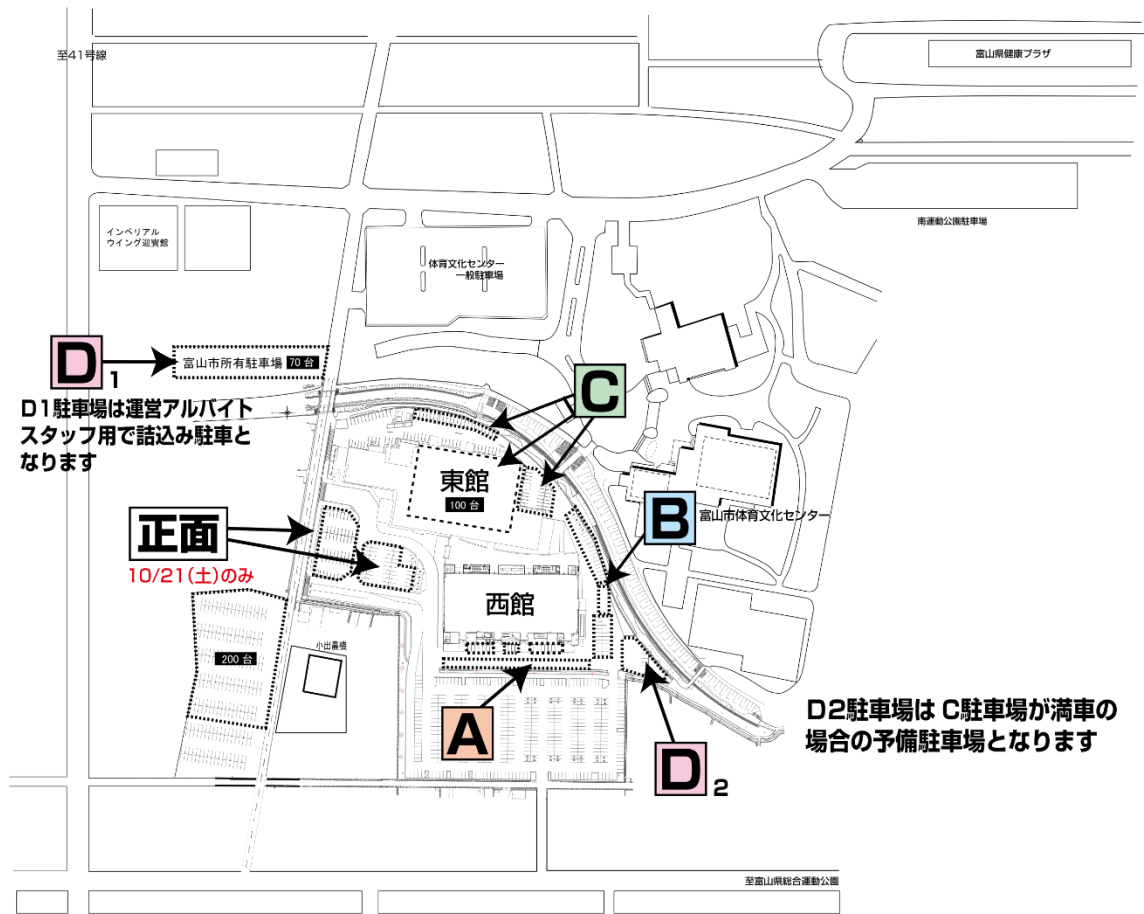 至41号線
富山県健康プラザ
南運動公園駐車場
インペリアル
ウイング迎賓館
体育文化センター
一般駐車場
D1
富山市所有駐車場 70台
D1駐車場は運営アルバイト
スタッフ用で詰込み駐車と
なります
C
東館
100台
B
富山市体育文化センター
正面
10/21(土)のみ
西館
小出農機
200台
A
D2
D2駐車場は C駐車場が満車の
場合の予備駐車場となります
至富山県総合運動公園